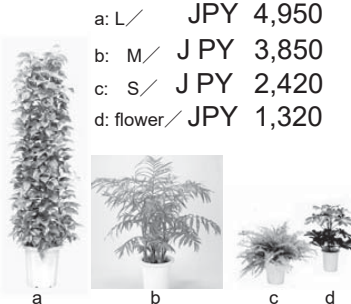 a: L／ JPY 4,950
b: M／ J PY 3,850
c: S／ J PY 2,420
d: flower／ JPY 1,320
a b c d